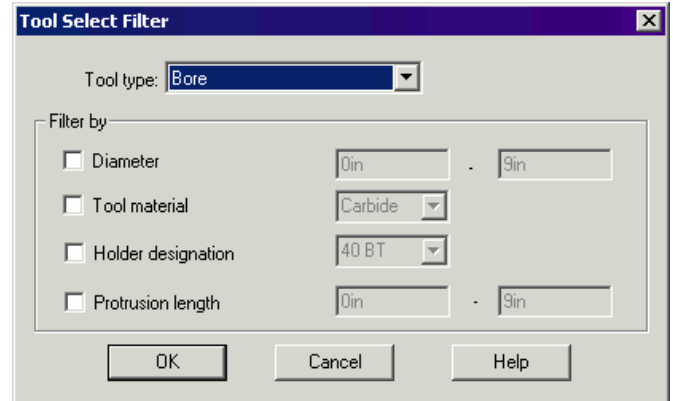 Tool Select Filter
Tool type: Bore
Filter by
Diameter 0in - 9in
Tool material Carbide
Holder designation 40 BT
Protrusion length 0in - 9in
OK Cancel Help